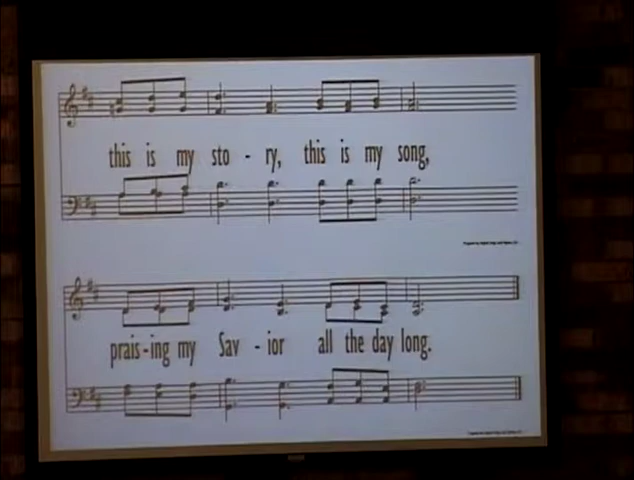 this is my sto - ry, this is my song,
prais - ing my Sav - ior all the day long.